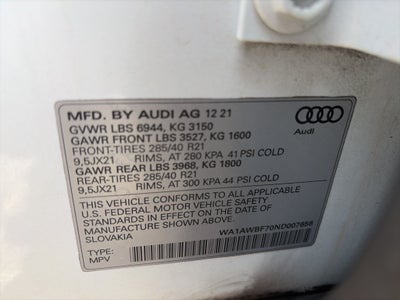 MFD. BY AUDI AG 12 21
GVWR LBS 6944, KG 3150
GAWR FRONT LBS 3527, KG 1600
FRONT-TIRES 285/40 R21
9,5JX21 RIMS, AT 280 KPA 41 PSI COLD
GAWR REAR LBS 3968, KG 1800
REAR-TIRES 285/40 R21
9,5JX21 RIMS, AT 300 KPA 44 PSI COLD
THIS VEHICLE CONFORMS TO ALL APPLICABLE
U.S. FEDERAL MOTOR VEHICLE SAFETY
STANDARDS IN EFFECT ON THE DATE OF
MANUFACTURE SHOWN ABOVE.
SLOVAKIA WA1AWBF70ND007656
TYPE:
MPV
Audi